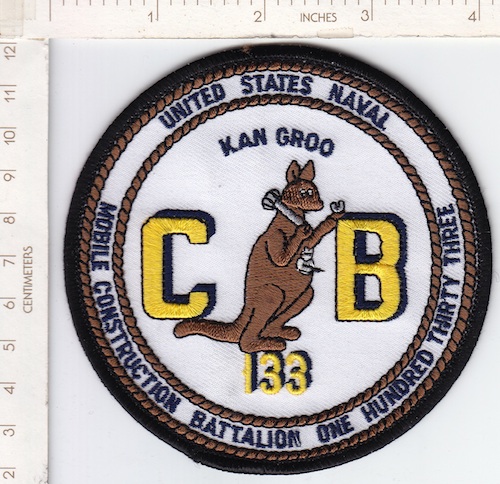 1 2 3 4
INCHES
12
11
10
9
8
7
6
5
4
3
2
CENTIMETERS
UNITED STATES NAVAL
KAN GROO
C B
133
MOBILE CONSTRUCTION BATTALION ONE HUNDRED THIRTY THREE